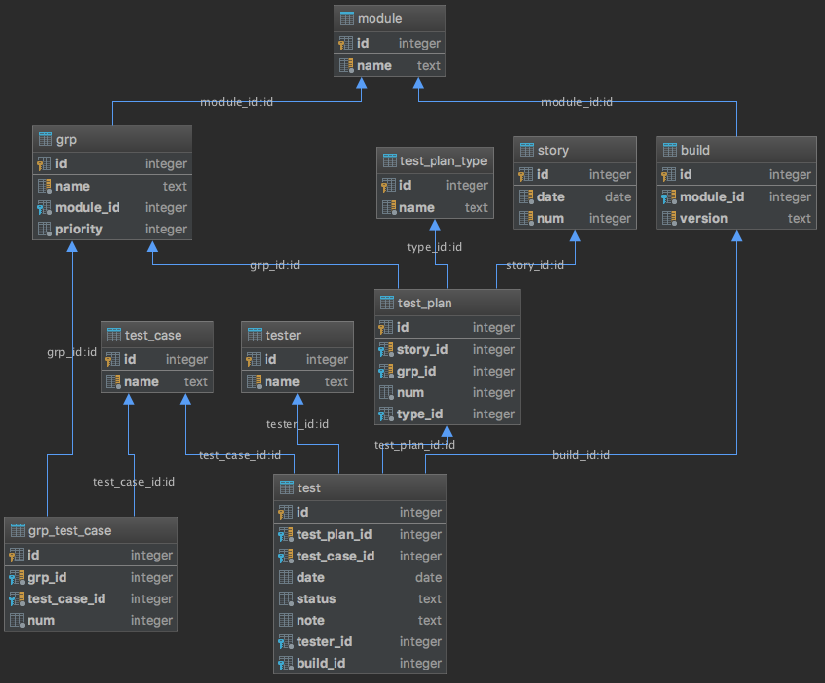 module
id integer
name text
module_id:id
module_id:id
grp
id integer
name text
module_id integer
priority integer
test_plan_type
id integer
name text
story
id integer
date date
num integer
build
id integer
module_id integer
version text
type_id:id
grp_id:id
story_id:id
test_plan
id integer
story_id integer
grp_id integer
num integer
type_id integer
test_case
id integer
name text
tester
id integer
name text
grp_id:id
tester_id:id
test_plan_id:id
test_case_id:id
build_id:id
test_case_id:id
test
id integer
test_plan_id integer
test_case_id integer
date date
status text
note text
tester_id integer
build_id integer
grp_test_case
id integer
grp_id integer
test_case_id integer
num integer